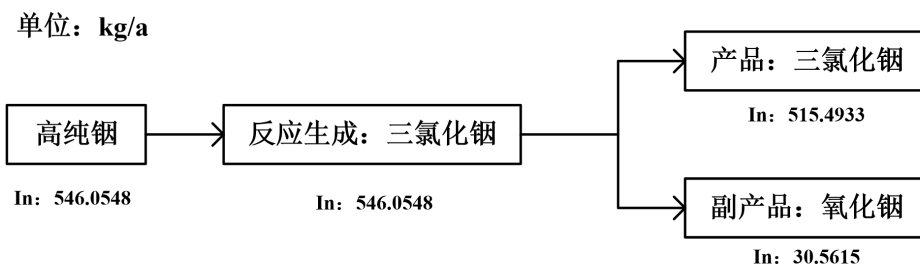 单位：kg/a
高纯铟
In：546.0548
反应生成：三氯化铟
In：546.0548
产品：三氯化铟
In：515.4933
副产品：氧化铟
In：30.5615